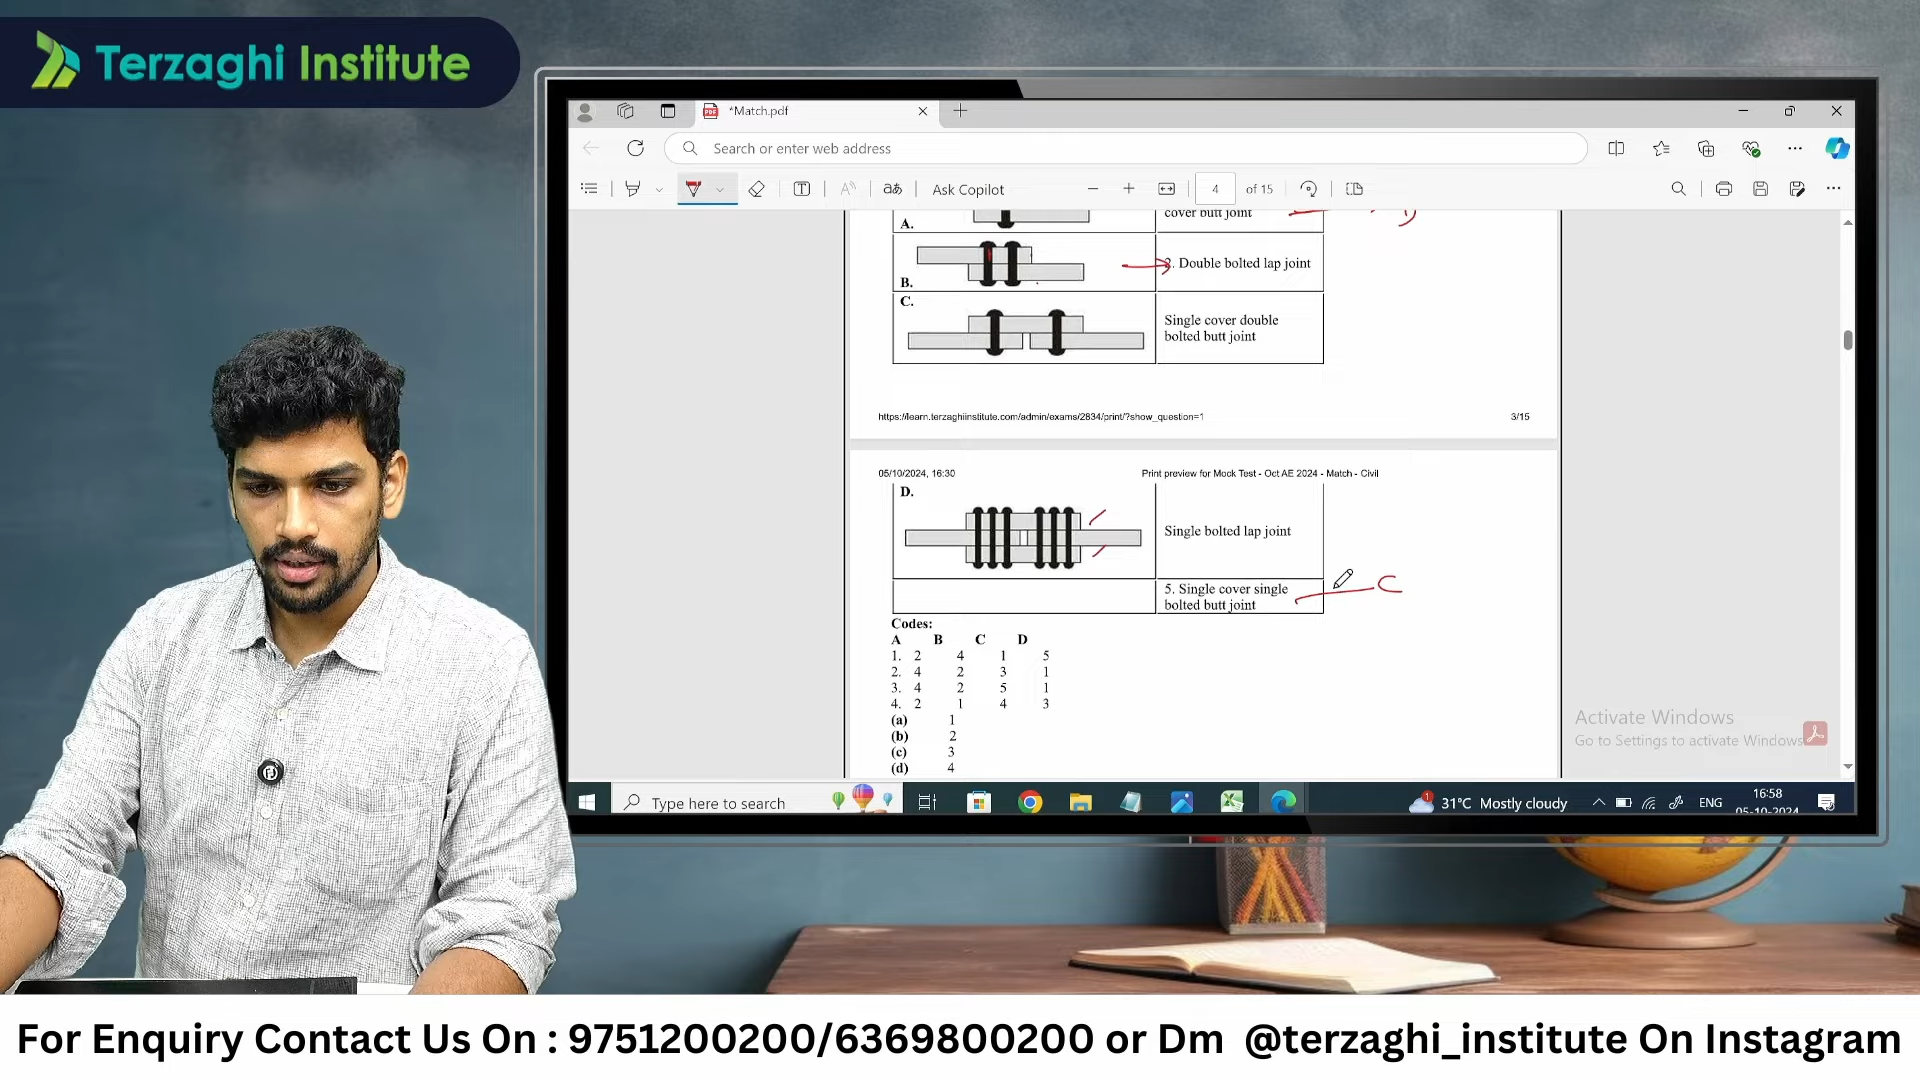 Terzaghi Institute
*Match.pdf
Search or enter web address
Ask Copilot
4 of 15
cover butt joint
D
A.
B.
2. Double bolted lap joint
C.
Single cover double
bolted butt joint
https://learn.terzaghiinstitute.com/admin/exams/2834/print/?show_question=1
3/15
05/10/2024, 16:30
Print preview for Mock Test - Oct AE 2024 - Match - Civil
D.
Single bolted lap joint
5. Single cover single
bolted butt joint
C
Codes:
A B C D
1. 2 4 1 5
2. 4 2 3 1
3. 4 2 5 1
4. 2 1 4 3
(a) 1
(b) 2
(c) 3
(d) 4
Activate Windows
Go to Settings to activate Windows
Type here to search
31°C Mostly cloudy
ENG
16:58
05-10-2024
For Enquiry Contact Us On : 9751200200/6369800200 or Dm @terzaghi_institute On Instagram